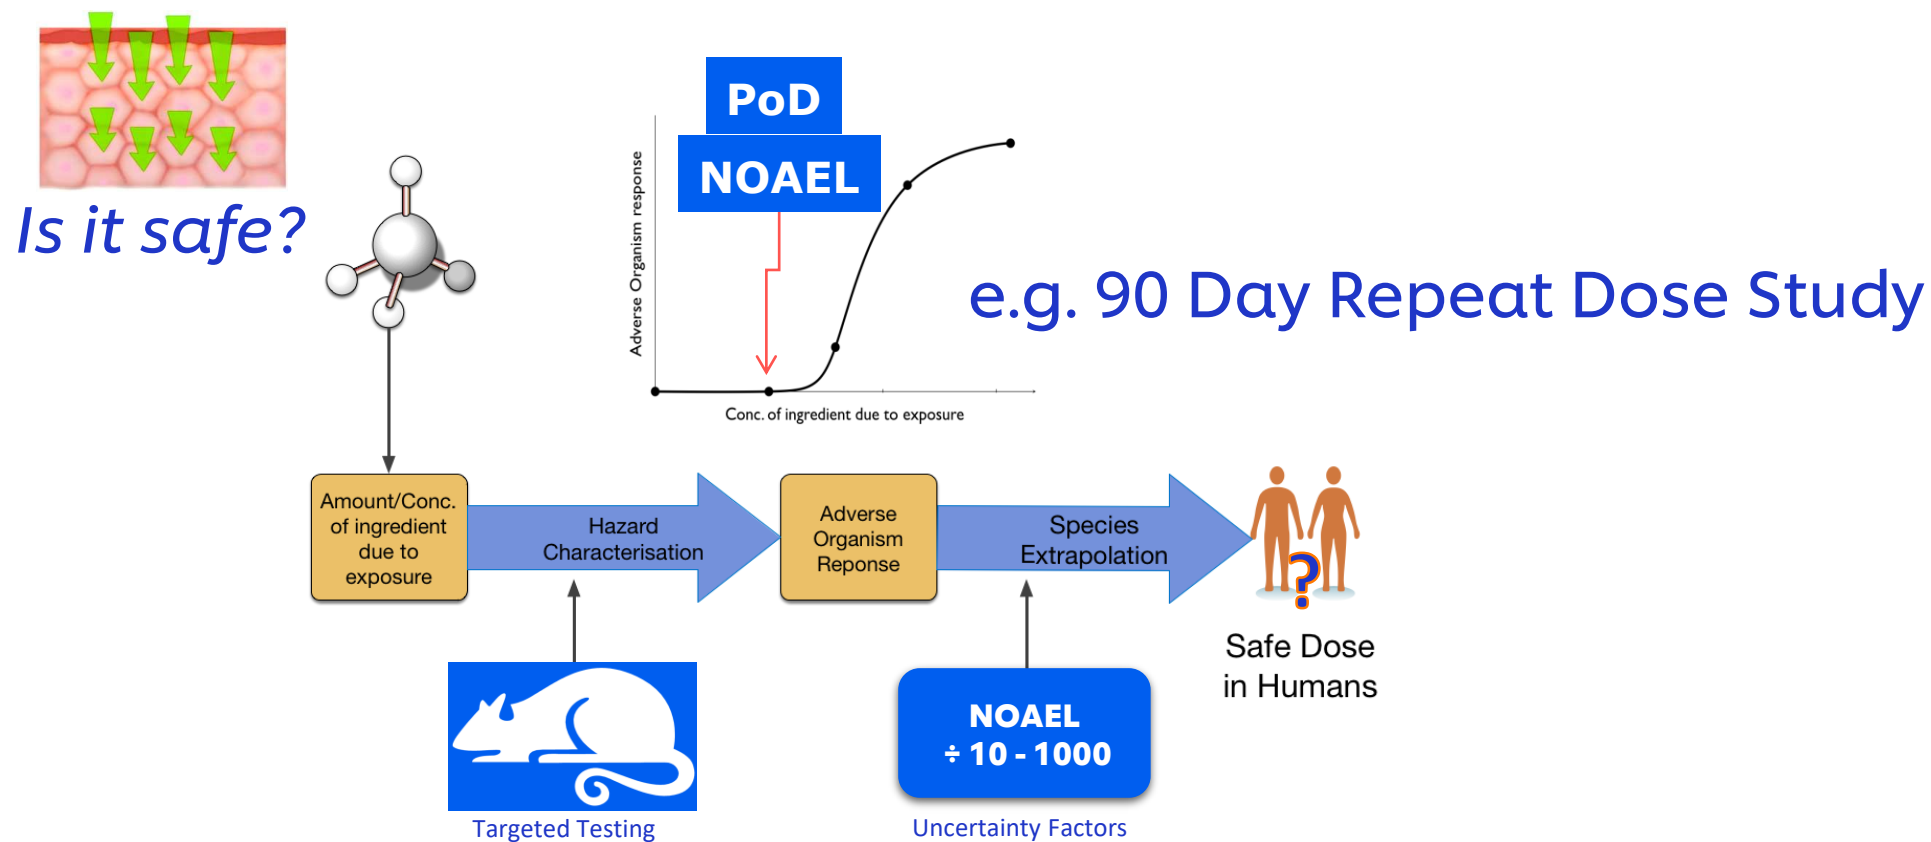 Is it safe?
PoD
NOAEL
Adverse Organism response
Conc. of ingredient due to exposure
e.g. 90 Day Repeat Dose Study
Amount/Conc.
of ingredient
due to
exposure
Hazard
Characterisation
Adverse
Organism
Reponse
Species
Extrapolation
?
Safe Dose
in Humans
NOAEL
÷ 10 - 1000
Targeted Testing
Uncertainty Factors